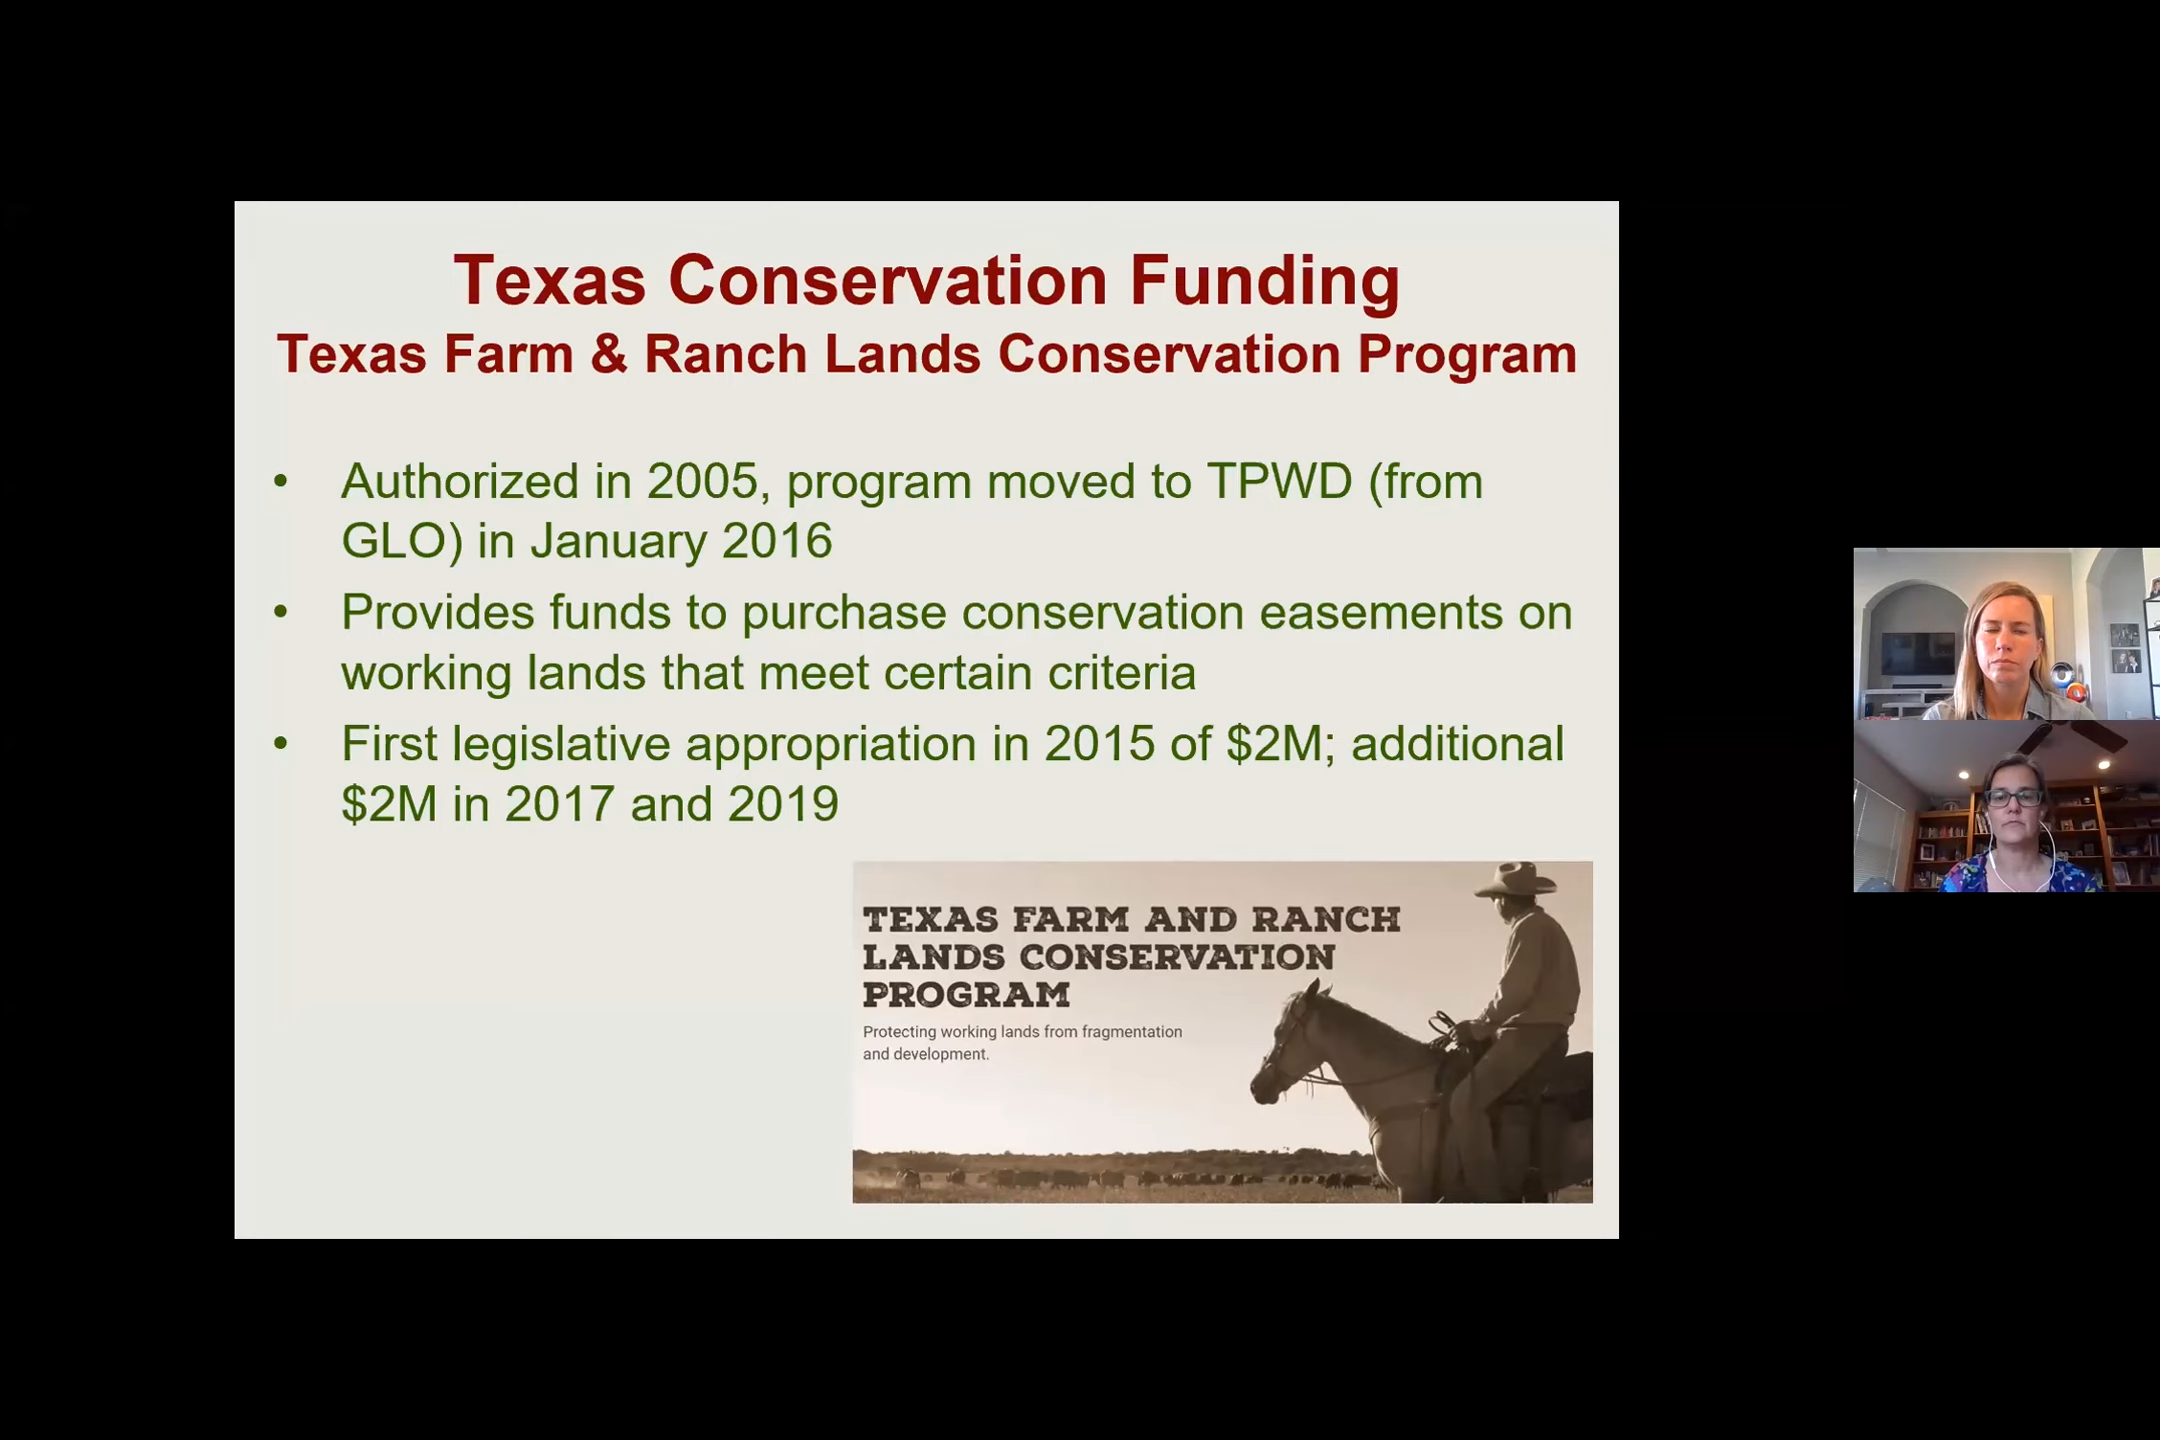 Texas Conservation Funding
Texas Farm & Ranch Lands Conservation Program
• Authorized in 2005, program moved to TPWD (from
GLO) in January 2016
• Provides funds to purchase conservation easements on
working lands that meet certain criteria
• First legislative appropriation in 2015 of $2M; additional
$2M in 2017 and 2019
TEXAS FARM AND RANCH
LANDS CONSERVATION
PROGRAM
Protecting working lands from fragmentation
and development.